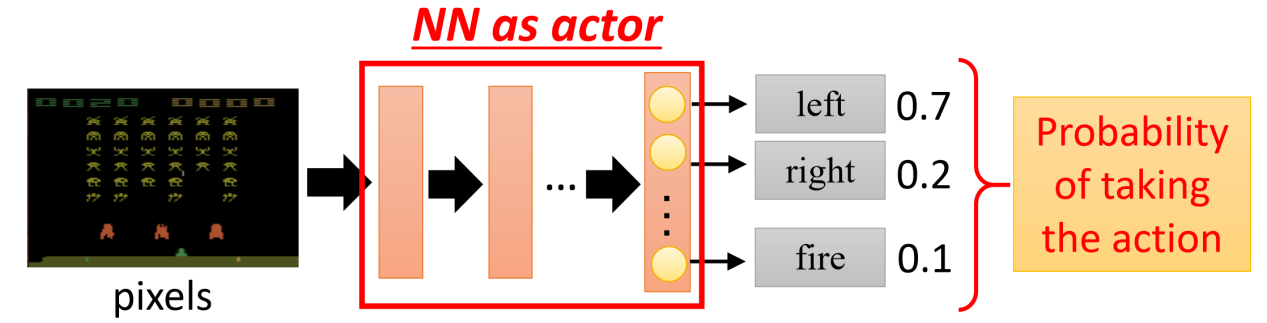 NN as actor
0020 0000
pixels
...
left 0.7
right 0.2
fire 0.1
Probability
of taking
the action